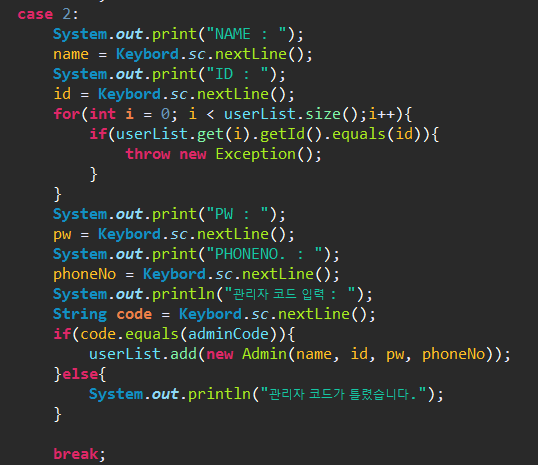 case 2:
System.out.print("NAME : ");
name = Keybord.sc.nextLine();
System.out.print("ID : ");
id = Keybord.sc.nextLine();
for(int i = 0; i < userList.size();i++){
if(userList.get(i).getId().equals(id)){
throw new Exception();
}
}
System.out.print("PW : ");
pw = Keybord.sc.nextLine();
System.out.print("PHONENO. : ");
phoneNo = Keybord.sc.nextLine();
System.out.println("관리자 코드 입력 : ");
String code = Keybord.sc.nextLine();
if(code.equals(adminCode)){
userList.add(new Admin(name, id, pw, phoneNo));
}else{
System.out.println("관리자 코드가 틀렸습니다.");
}
break;